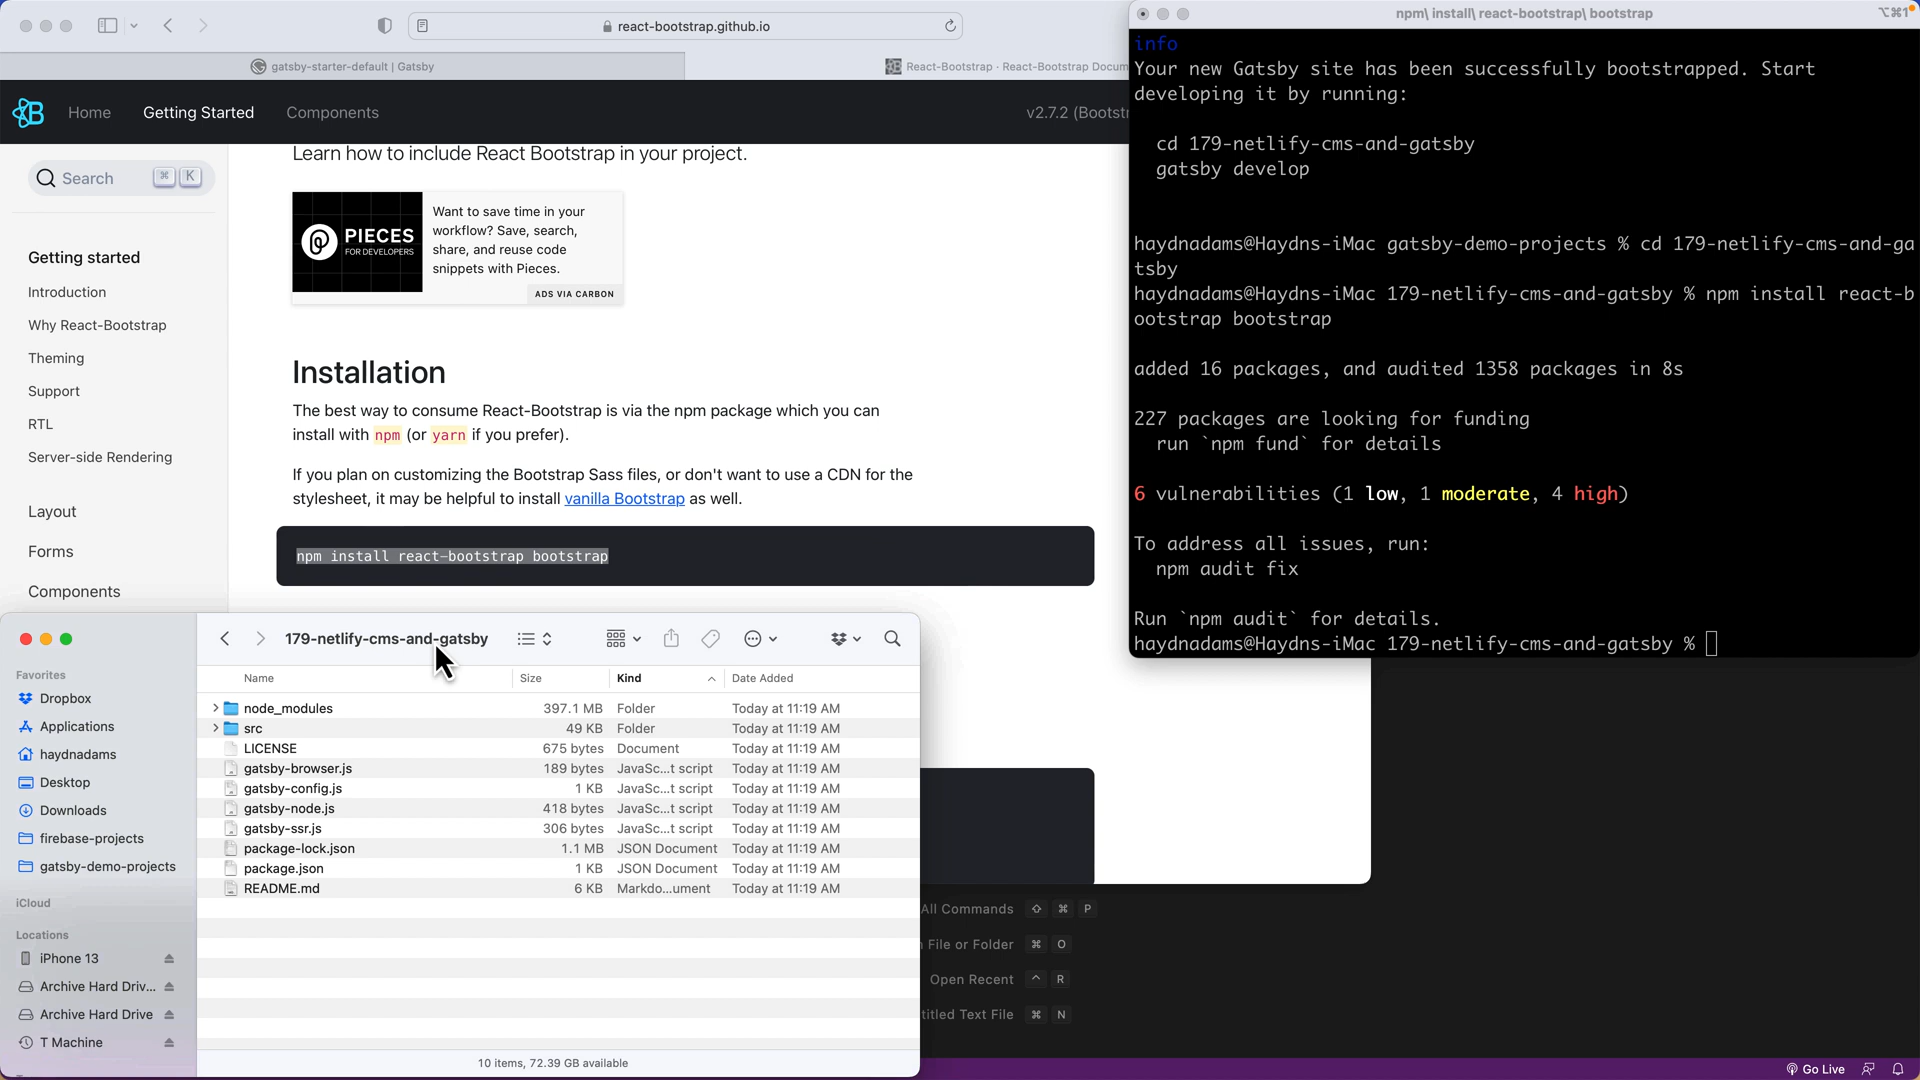 react-bootstrap.github.io
gatsby-starter-default | Gatsby
React-Bootstrap · React-Bootstrap Docum
Home
Getting Started
Components
v2.7.2 (Bootst
Search
⌘ K
Getting started
Introduction
Why React-Bootstrap
Theming
Support
RTL
Server-side Rendering
Layout
Forms
Components
Learn how to include React Bootstrap in your project.
PIECES
FOR DEVELOPERS
Want to save time in your
workflow? Save, search,
share, and reuse code
snippets with Pieces.
ADS VIA CARBON
Installation
The best way to consume React-Bootstrap is via the npm package which you can
install with npm (or yarn if you prefer).
If you plan on customizing the Bootstrap Sass files, or don't want to use a CDN for the
stylesheet, it may be helpful to install vanilla Bootstrap as well.
npm install react-bootstrap bootstrap
npm\ install\ react-bootstrap\ bootstrap
⌥⌘1
info
Your new Gatsby site has been successfully bootstrapped. Start
developing it by running:
cd 179-netlify-cms-and-gatsby
gatsby develop
haydnadams@Haydns-iMac gatsby-demo-projects % cd 179-netlify-cms-and-ga
tsby
haydnadams@Haydns-iMac 179-netlify-cms-and-gatsby % npm install react-b
ootstrap bootstrap
added 16 packages, and audited 1358 packages in 8s
227 packages are looking for funding
run `npm fund` for details
6 vulnerabilities (1 low, 1 moderate, 4 high)
To address all issues, run:
npm audit fix
Run `npm audit` for details.
haydnadams@Haydns-iMac 179-netlify-cms-and-gatsby %
179-netlify-cms-and-gatsby
Favorites
Dropbox
Applications
haydnadams
Desktop
Downloads
firebase-projects
gatsby-demo-projects
iCloud
Locations
iPhone 13
Archive Hard Driv...
Archive Hard Drive
T Machine
Name Size Kind Date Added
node_modules 397.1 MB Folder Today at 11:19 AM
src 49 KB Folder Today at 11:19 AM
LICENSE 675 bytes Document Today at 11:19 AM
gatsby-browser.js 189 bytes JavaSc...t script Today at 11:19 AM
gatsby-config.js 1 KB JavaSc...t script Today at 11:19 AM
gatsby-node.js 418 bytes JavaSc...t script Today at 11:19 AM
gatsby-ssr.js 306 bytes JavaSc...t script Today at 11:19 AM
package-lock.json 1.1 MB JSON Document Today at 11:19 AM
package.json 1 KB JSON Document Today at 11:19 AM
README.md 6 KB Markdo...ument Today at 11:19 AM
10 items, 72.39 GB available
All Commands ⇧ ⌘ P
File or Folder ⌘ O
Open Recent ^ R
titled Text File ⌘ N
Go Live